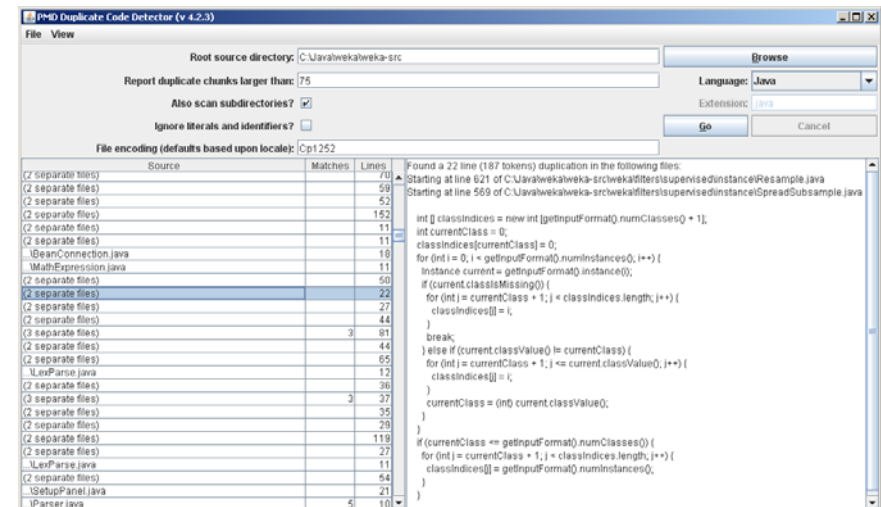 PMD Duplicate Code Detector (v 4.2.3)
File View
Root source directory: C:\Java\weka\weka-src
Browse
Report duplicate chunks larger than: 75
Language: Java
Also scan subdirectories?
Extension: java
Ignore literals and identifiers?
Go Cancel
File encoding (defaults based upon locale): Cp1252
Source Matches Lines
(2 separate files) 70
(2 separate files) 59
(2 separate files) 52
(2 separate files) 152
(2 separate files) 11
(2 separate files) 11
...\BeanConnection.java 18
...\MathExpression.java 11
(2 separate files) 50
(2 separate files) 22
(2 separate files) 27
(2 separate files) 44
(3 separate files) 3 81
(2 separate files) 44
(2 separate files) 65
...\LexParse.java 12
(2 separate files) 36
(3 separate files) 3 37
(2 separate files) 35
(2 separate files) 29
(2 separate files) 119
(2 separate files) 27
...\LexParse.java 11
(2 separate files) 54
...\SetupPanel.java 21
...\Parser.java 5 10
Found a 22 line (187 tokens) duplication in the following files:
Starting at line 621 of C:\Java\weka\weka-src\weka\filters\supervised\instance\Resample.java
Starting at line 569 of C:\Java\weka\weka-src\weka\filters\supervised\instance\SpreadSubsample.java
int [] classIndices = new int [getInputFormat().numClasses() + 1];
int currentClass = 0;
classIndices[currentClass] = 0;
for (int i = 0; i < getInputFormat().numInstances(); i++) {
Instance current = getInputFormat().instance(i);
if (current.classIsMissing()) {
for (int j = currentClass + 1; j < classIndices.length; j++) {
classIndices[j] = i;
}
break;
} else if (current.classValue() != currentClass) {
for (int j = currentClass + 1; j <= current.classValue(); j++) {
classIndices[j] = i;
}
currentClass = (int) current.classValue();
}
}
if (currentClass <= getInputFormat().numClasses()) {
for (int j = currentClass + 1; j < classIndices.length; j++) {
classIndices[j] = getInputFormat().numInstances();
}
}